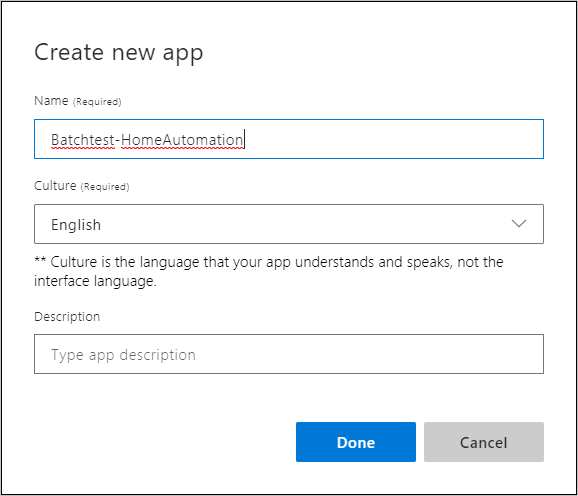 Create new app
Name (Required)
Batchtest-HomeAutomation
Culture (Required)
English
** Culture is the language that your app understands and speaks, not the
interface language.
Description
Type app description
Done
Cancel